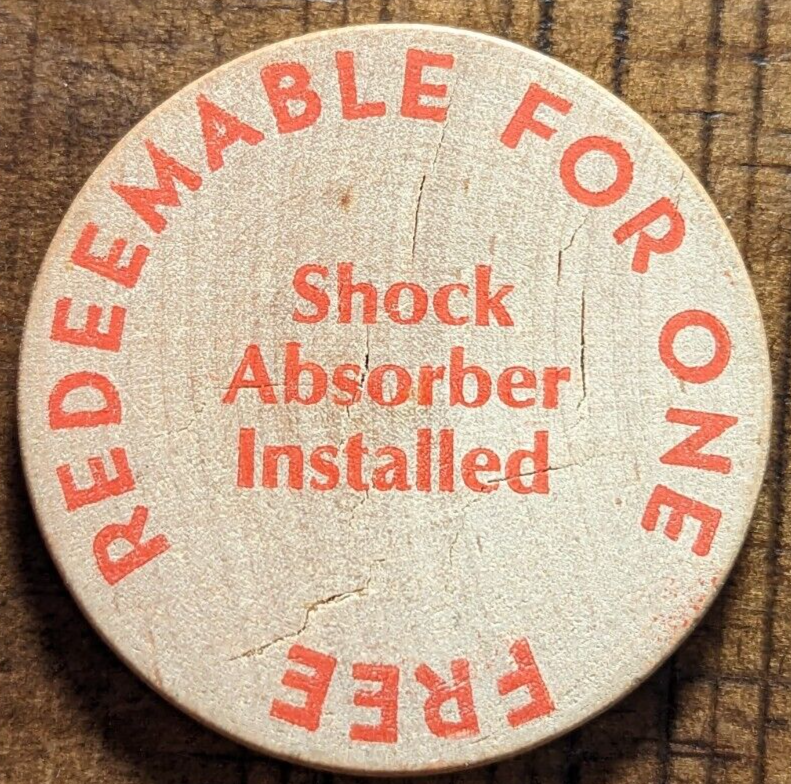 REDEEMABLE FOR ONE FREE
Shock
Absorber
Installed